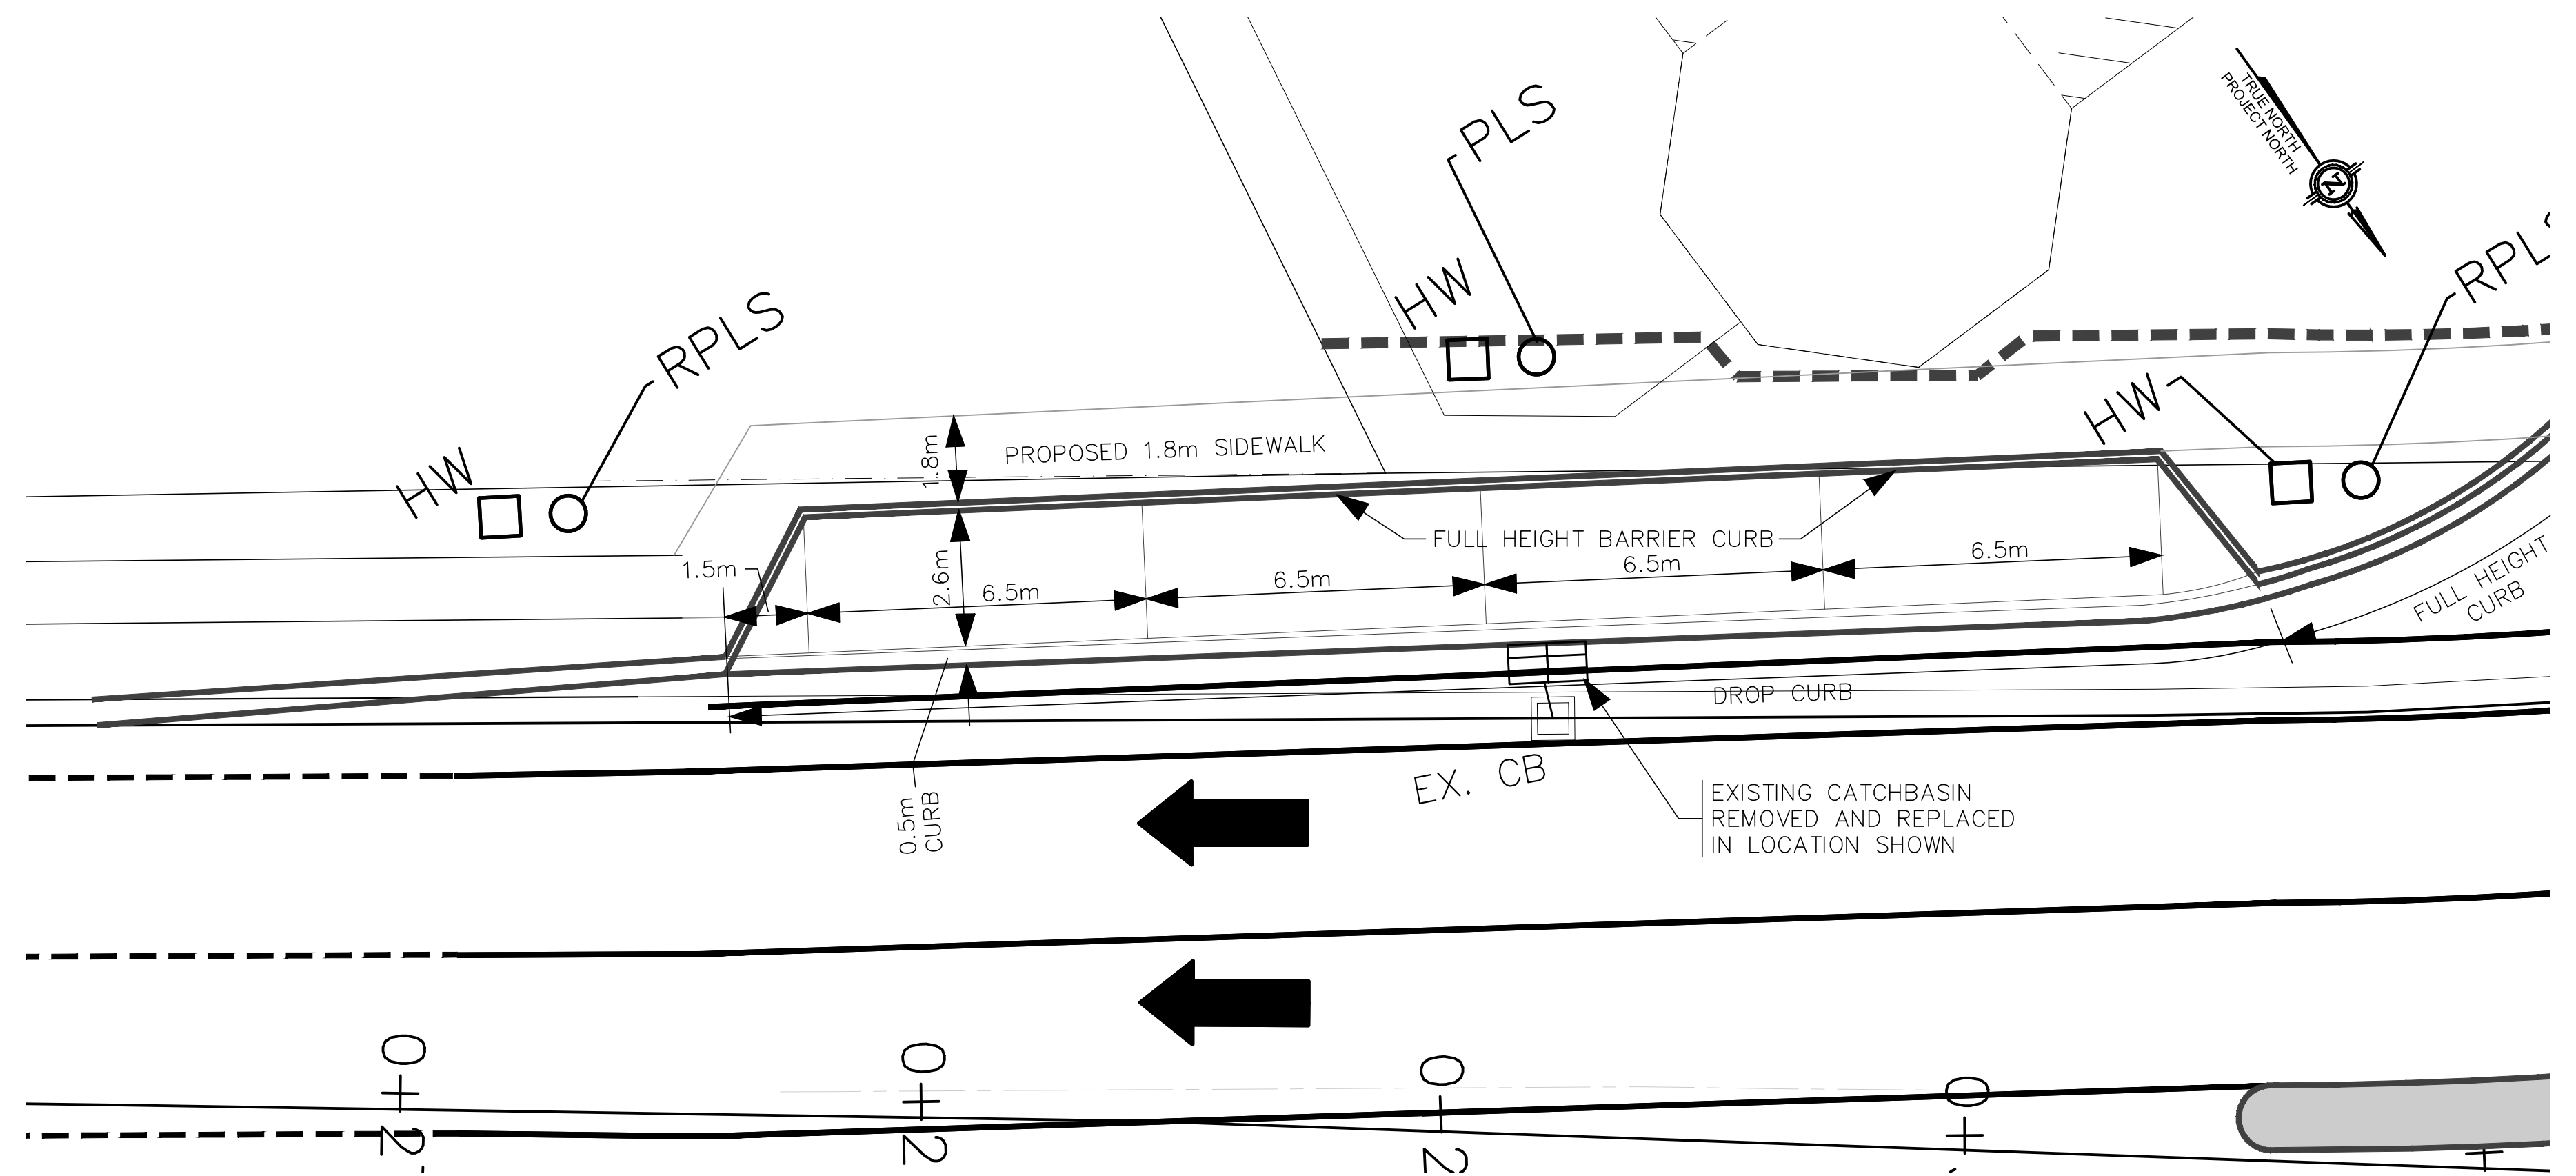 PLS
TRUE NORTH
PROJECT NORTH
N
HW
RPLS
RPLS
HW
HW
1.8m
PROPOSED 1.8m SIDEWALK
FULL HEIGHT BARRIER CURB
1.5m
2.6m
6.5m
6.5m
6.5m
6.5m
FULL HEIGHT
CURB
DROP CURB
EX. CB
0.5m
CURB
EXISTING CATCHBASIN
REMOVED AND REPLACED
IN LOCATION SHOWN
0+2
0+2
0+2
0+